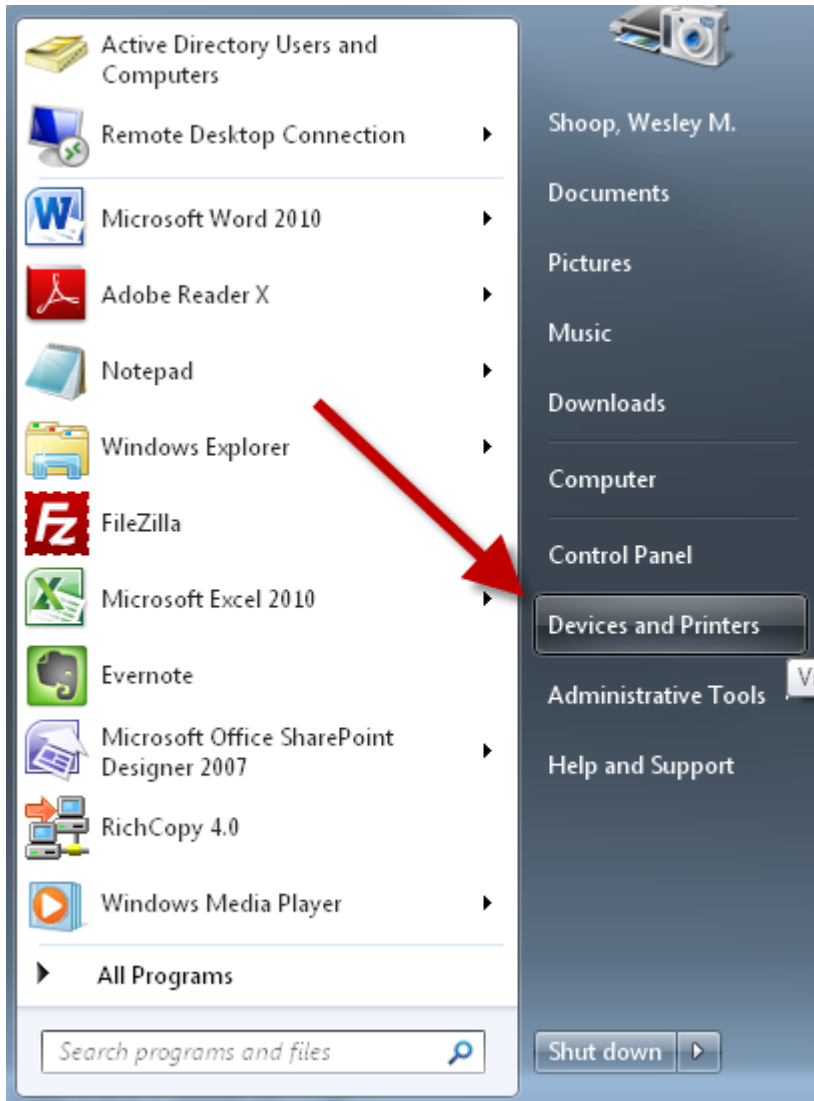 Active Directory Users and
Computers
Remote Desktop Connection
Microsoft Word 2010
Adobe Reader X
Notepad
Windows Explorer
FileZilla
Microsoft Excel 2010
Evernote
Microsoft Office SharePoint
Designer 2007
RichCopy 4.0
Windows Media Player
All Programs
Search programs and files
Shoop, Wesley M.
Documents
Pictures
Music
Downloads
Computer
Control Panel
Devices and Printers
Administrative Tools
Help and Support
Shut down